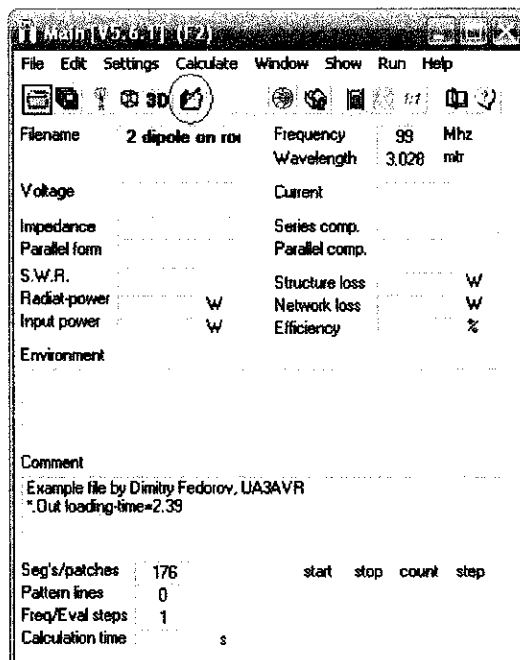 Main [V5.6.1] (F2)
File Edit Settings Calculate Window Show Run Help
3D
Filename 2 dipole on roi Frequency 99 Mhz
Wavelength 3.028 mtr
Voltage Current
Impedance Series comp.
Parallel form Parallel comp.
S.W.R. Structure loss W
Radiat-power W Network loss W
Input power W Efficiency %
Environment
Comment
Example file by Dimitry Fedorov, UA3AVR
*.Out loading-time=2.39
Seg's/patches 176 start stop count step
Pattern lines 0
Freq/Eval steps 1
Calculation time s